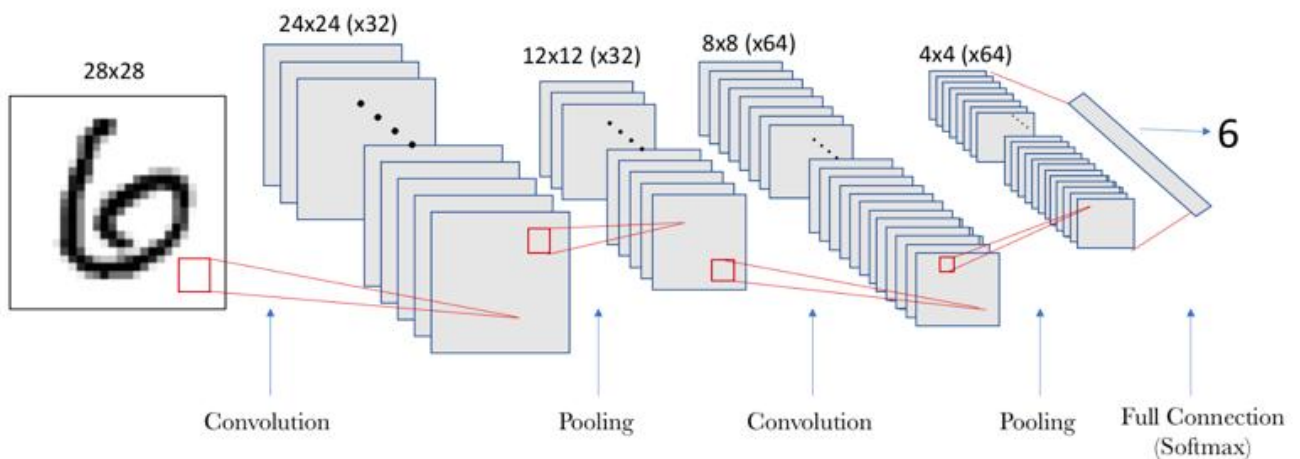 28x28
24x24 (x32)
12x12 (x32)
8x8 (x64)
4x4 (x64)
6
Convolution
Pooling
Convolution
Pooling
Full Connection
(Softmax)